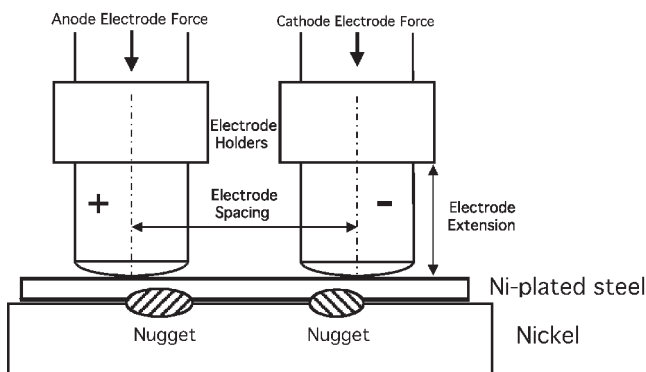 Anode Electrode Force
Cathode Electrode Force
Electrode
Holders
+
Electrode
Spacing
-
Electrode
Extension
Ni-plated steel
Nugget
Nugget
Nickel